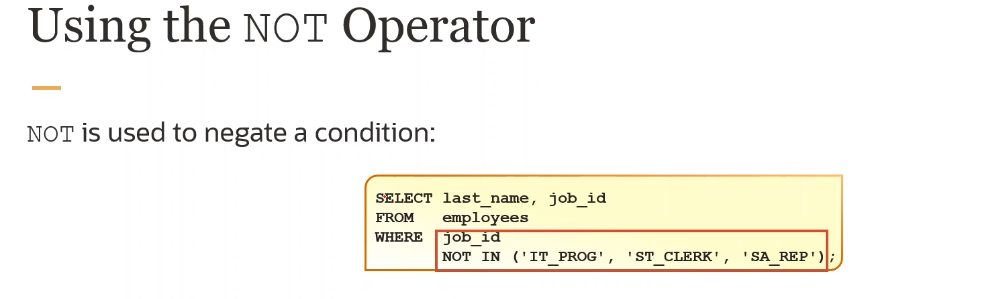 Using the NOT Operator
NOT is used to negate a condition:
SELECT last_name, job_id
FROM   employees
WHERE  job_id
       NOT IN ('IT_PROG', 'ST_CLERK', 'SA_REP');